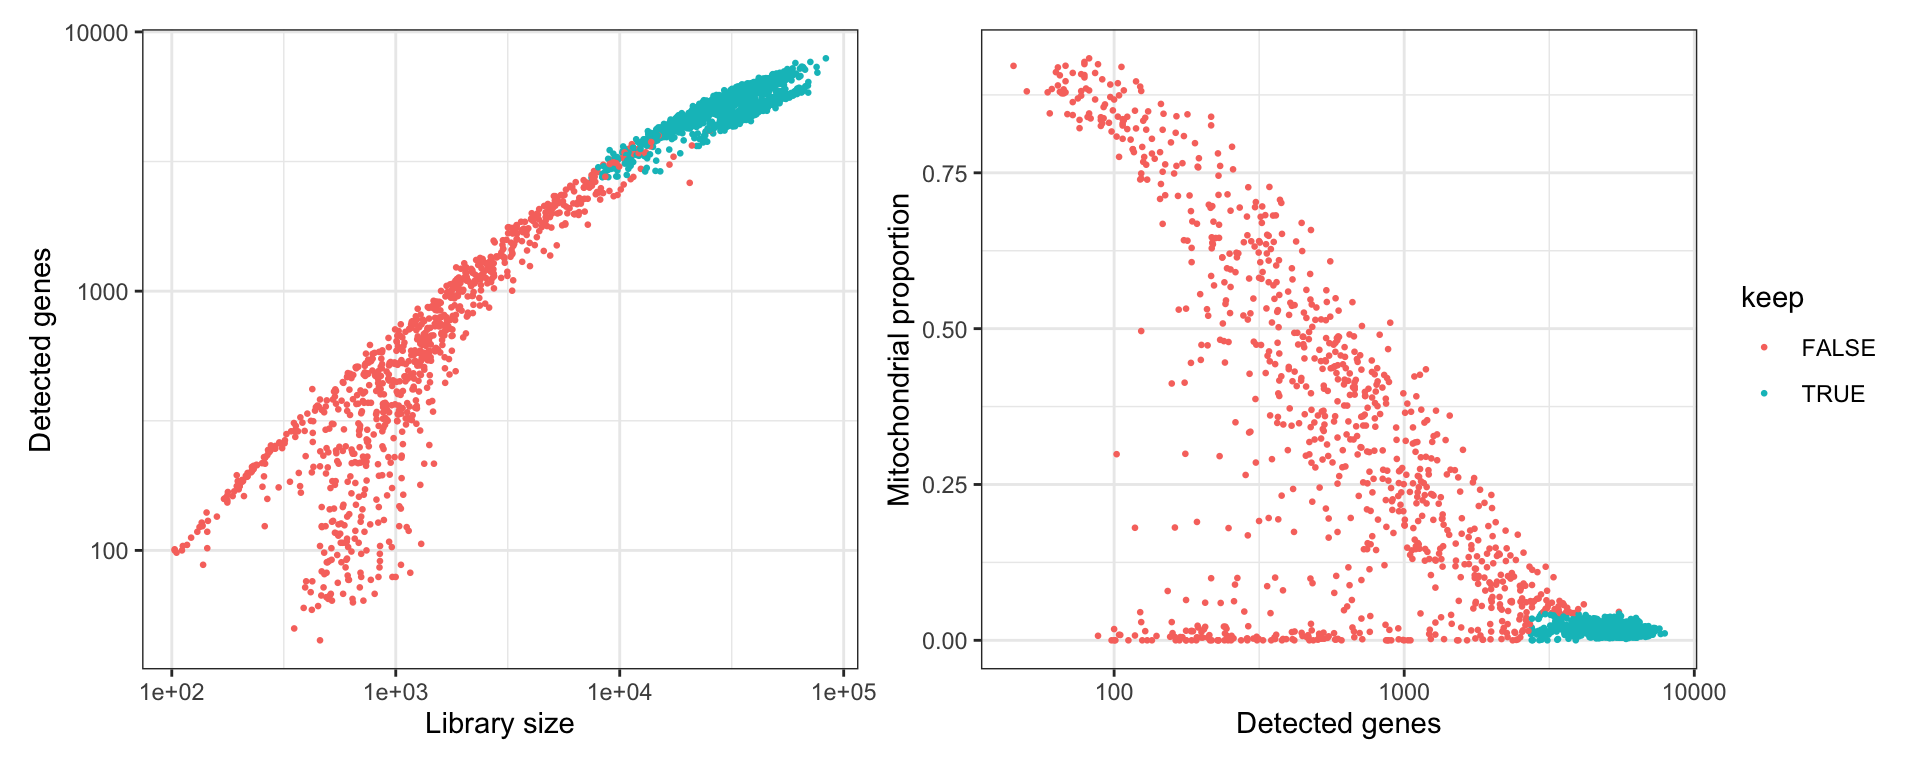 10000
1000
100
Detected genes
1e+02 1e+03 1e+04 1e+05
Library size
0.75
0.50
0.25
0.00
Mitochondrial proportion
100 1000 10000
Detected genes
keep
FALSE
TRUE